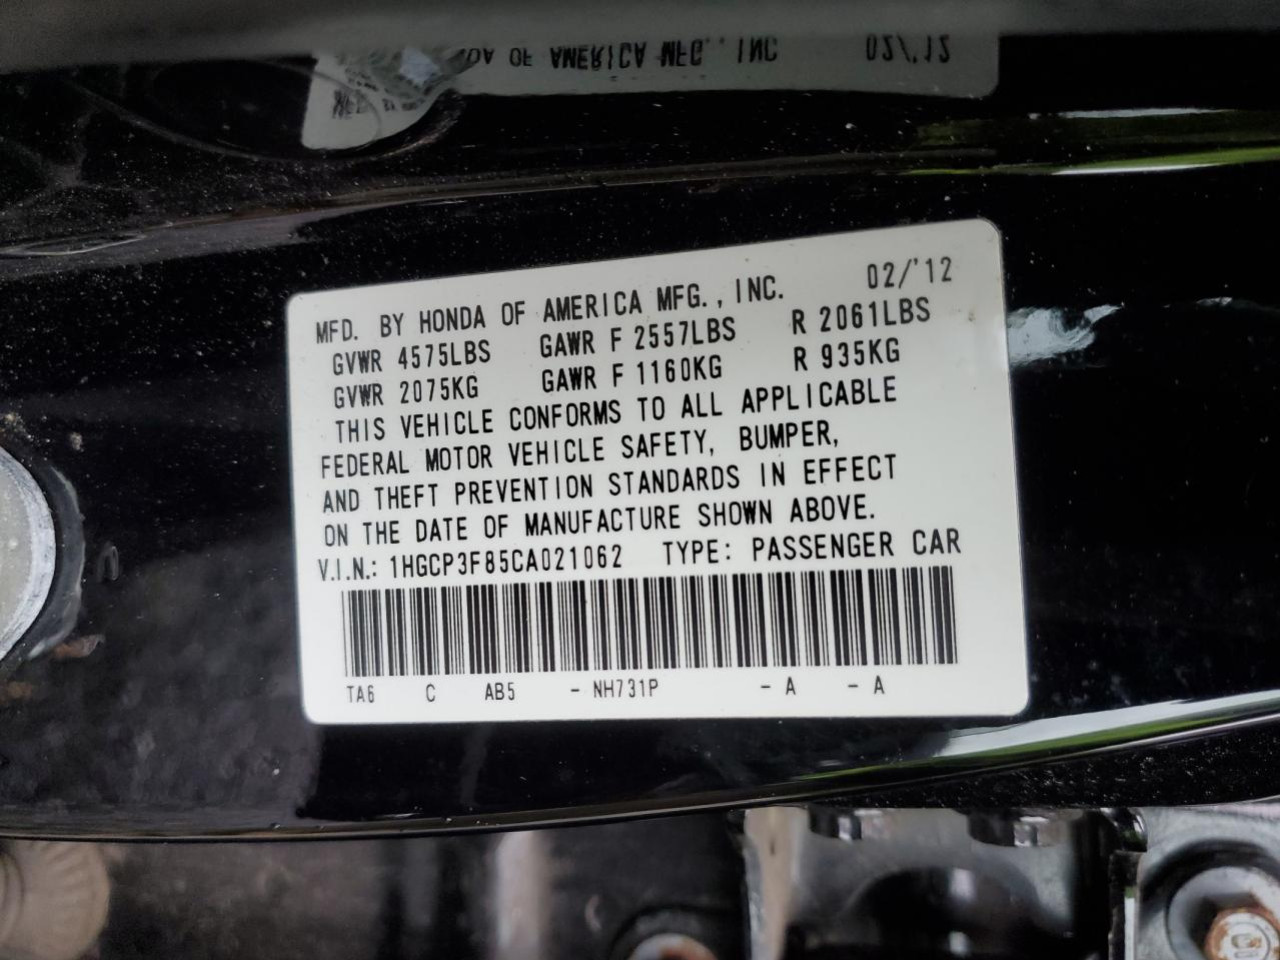 MFD. BY HONDA OF AMERICA MFG., INC. 02/'12
GVWR 4575LBS GAWR F 2557LBS R 2061LBS
GVWR 2075KG GAWR F 1160KG R 935KG
THIS VEHICLE CONFORMS TO ALL APPLICABLE
FEDERAL MOTOR VEHICLE SAFETY, BUMPER,
AND THEFT PREVENTION STANDARDS IN EFFECT
ON THE DATE OF MANUFACTURE SHOWN ABOVE.
V.I.N.: 1HGCP3F85CA021062 TYPE: PASSENGER CAR
TA6 C AB5 - NH731P - A - A